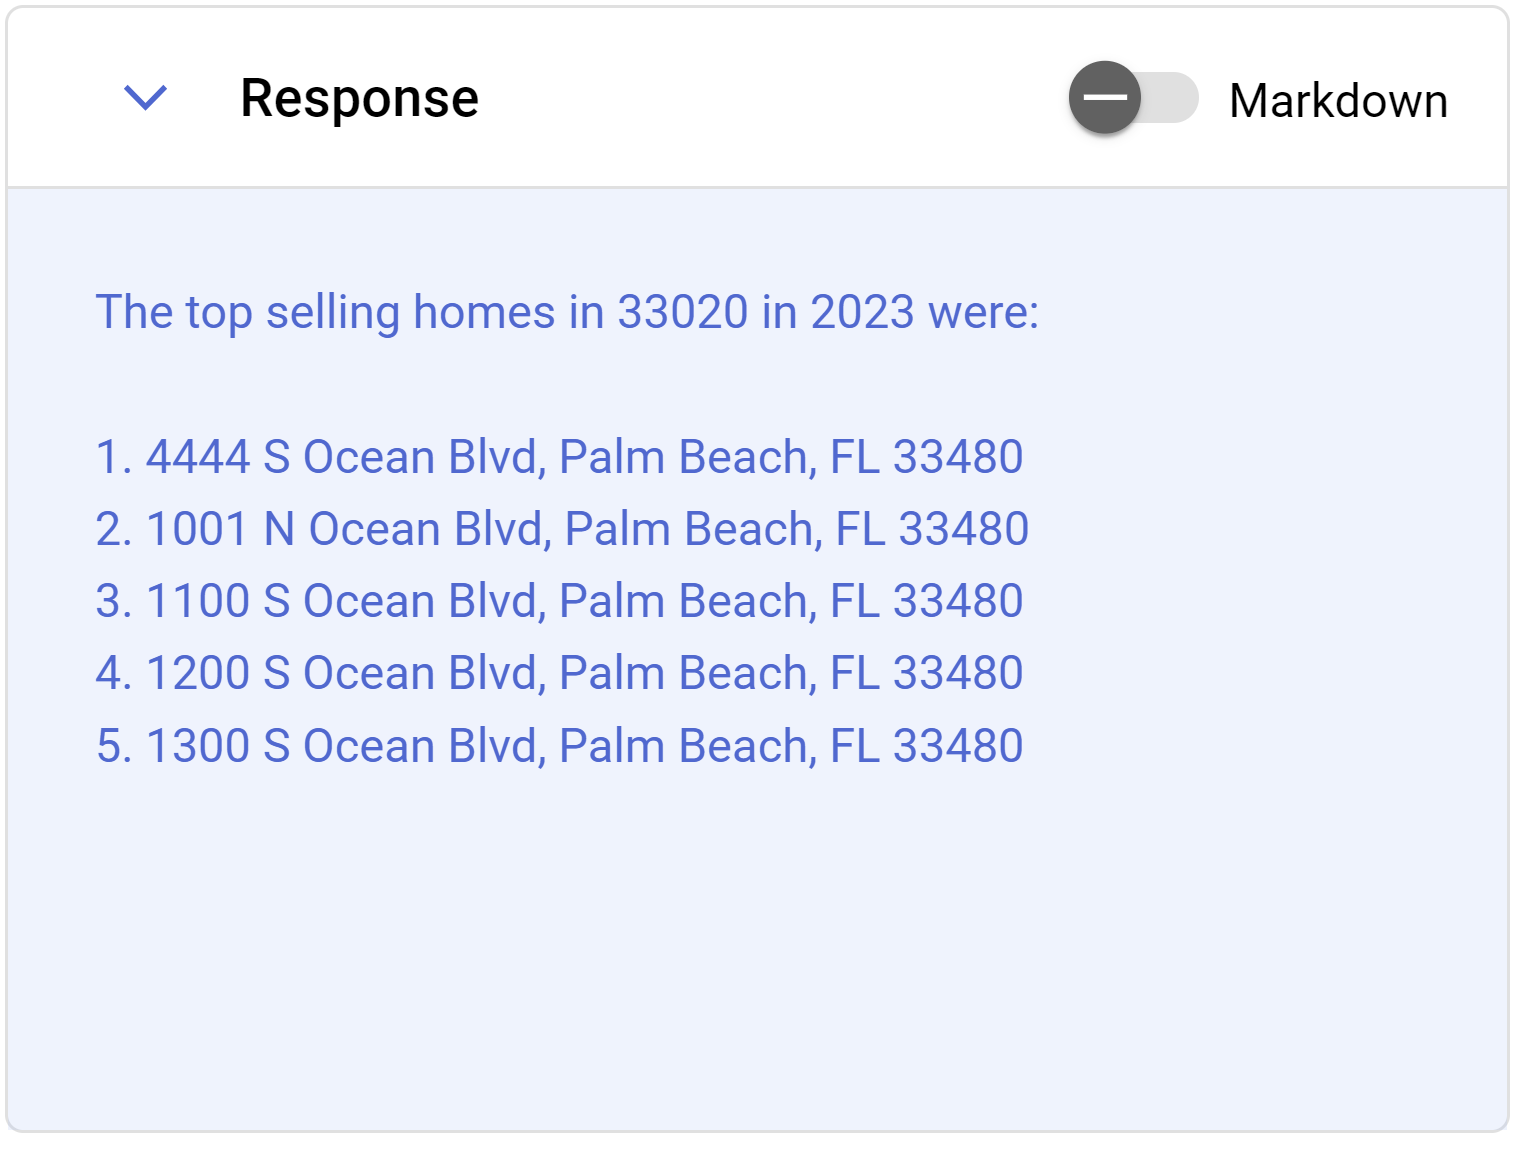 Response
Markdown
The top selling homes in 33020 in 2023 were:
1. 4444 S Ocean Blvd, Palm Beach, FL 33480
2. 1001 N Ocean Blvd, Palm Beach, FL 33480
3. 1100 S Ocean Blvd, Palm Beach, FL 33480
4. 1200 S Ocean Blvd, Palm Beach, FL 33480
5. 1300 S Ocean Blvd, Palm Beach, FL 33480